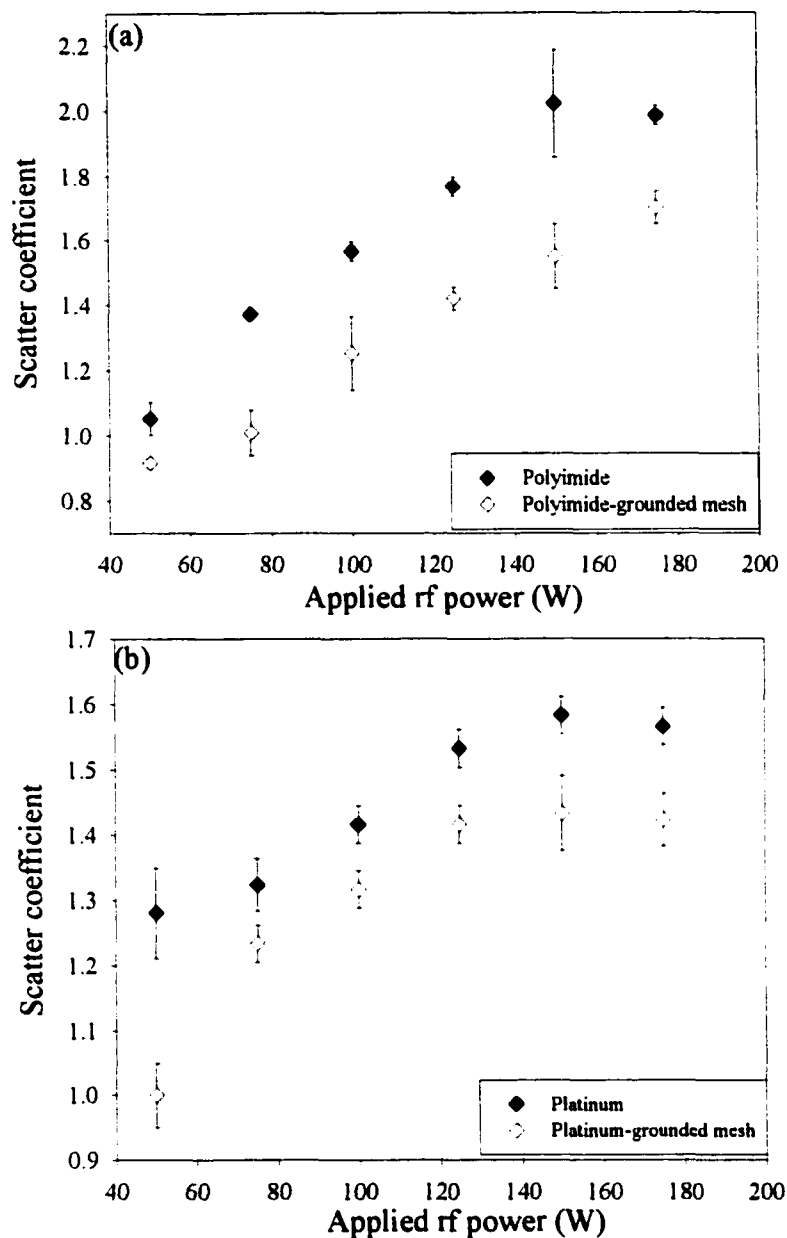 (a)
2.2
2.0
1.8
1.6
1.4
1.2
1.0
0.8
Scatter coefficient
Polyimide
Polyimide-grounded mesh
40 60 80 100 120 140 160 180 200
Applied rf power (W)
(b)
1.7
1.6
1.5
1.4
1.3
1.2
1.1
1.0
0.9
Scatter coefficient
Platinum
Platinum-grounded mesh
40 60 80 100 120 140 160 180 200
Applied rf power (W)